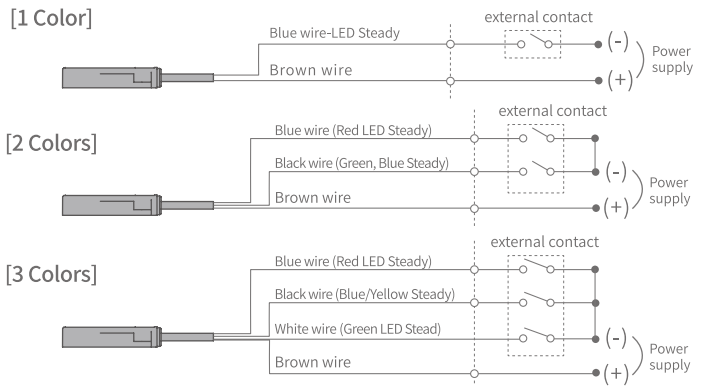 [1 Color]
external contact
Blue wire-LED Steady
(-)
Power
supply
Brown wire
(+)
external contact
[2 Colors]
Blue wire (Red LED Steady)
Black wire (Green, Blue Steady)
(-)
Power
supply
Brown wire
(+)
external contact
[3 Colors]
Blue wire (Red LED Steady)
Black wire (Blue/Yellow Steady)
White wire (Green LED Stead)
(-)
Power
supply
Brown wire
(+)